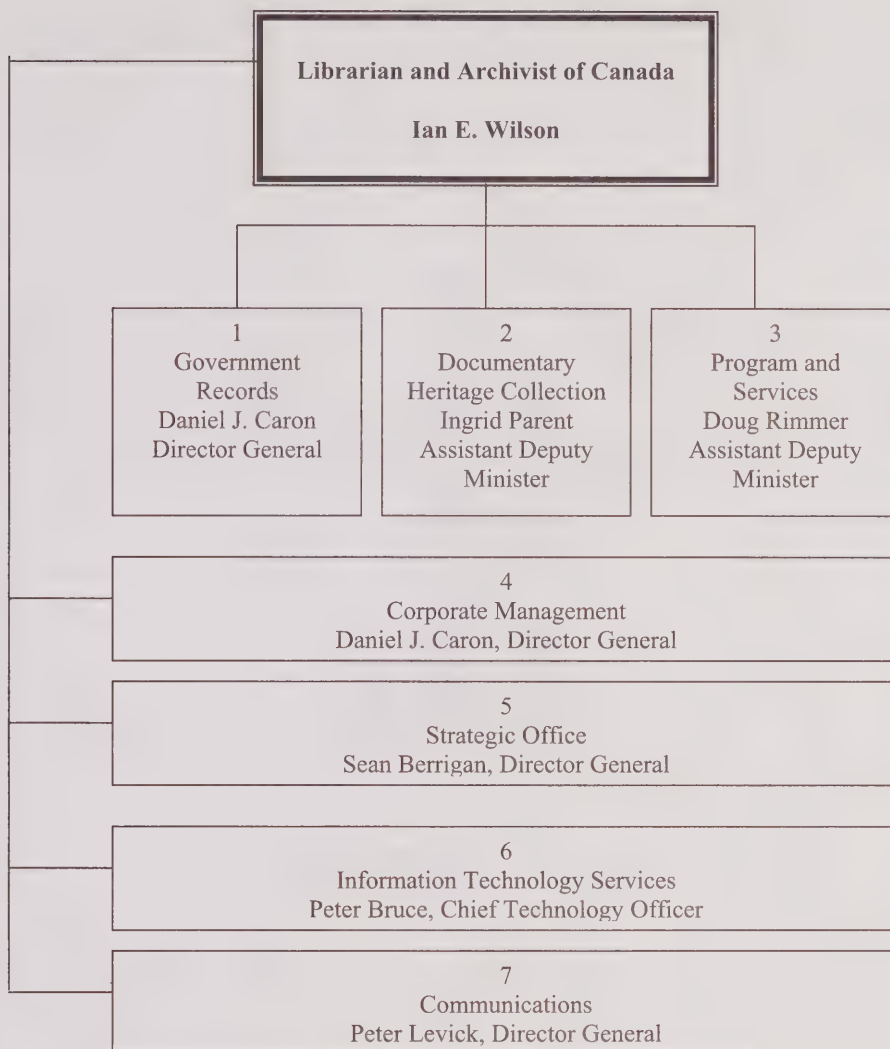 Librarian and Archivist of Canada
Ian E. Wilson
1
Government
Records
Daniel J. Caron
Director General
2
Documentary
Heritage Collection
Ingrid Parent
Assistant Deputy
Minister
3
Program and
Services
Doug Rimmer
Assistant Deputy
Minister
4
Corporate Management
Daniel J. Caron, Director General
5
Strategic Office
Sean Berrigan, Director General
6
Information Technology Services
Peter Bruce, Chief Technology Officer
7
Communications
Peter Levick, Director General